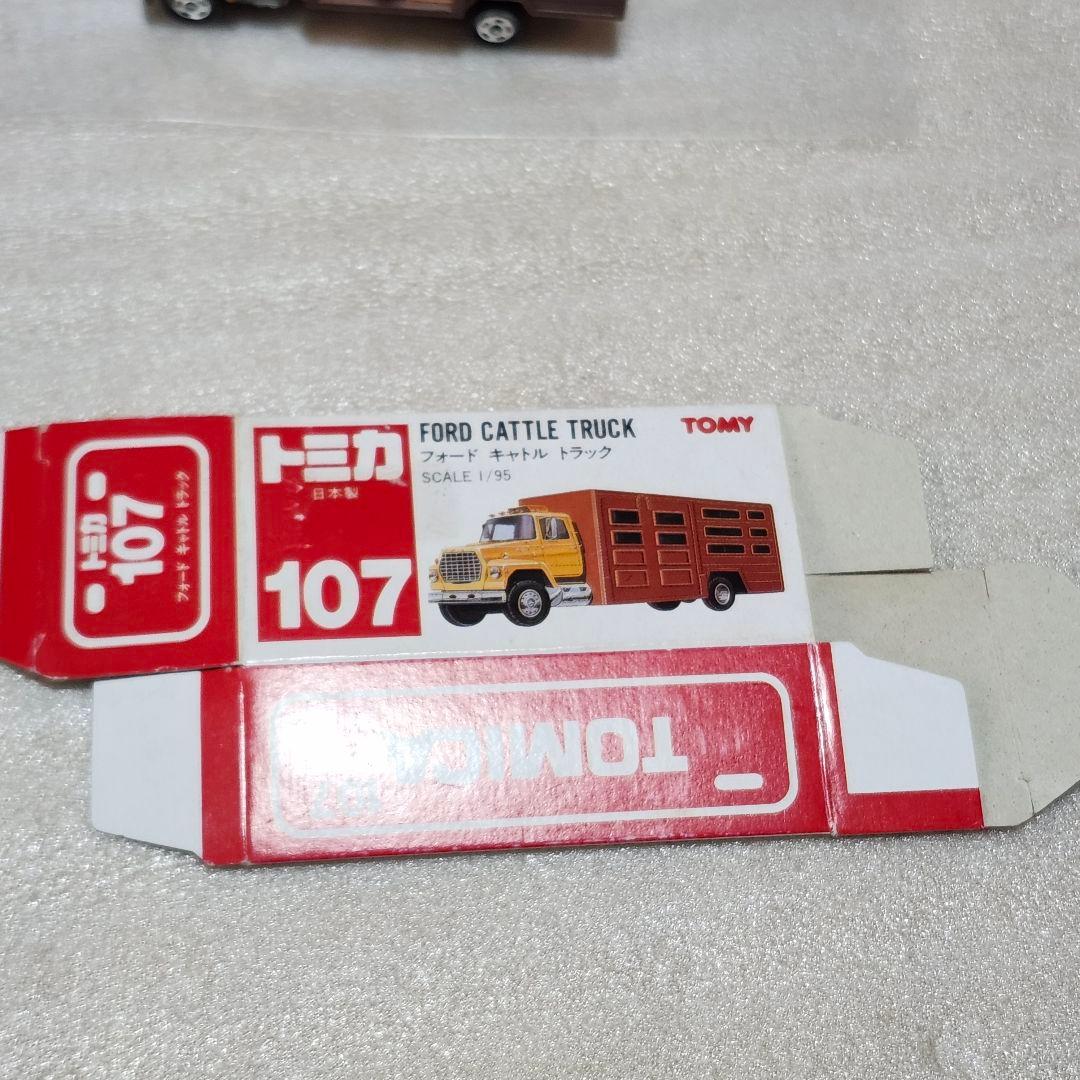 トミカ
日本製
107
FORD CATTLE TRUCK
フォード キャトル トラック
SCALE 1/95
TOMY
トミカ
107
フォード キャトル トラック
TOMICA
107